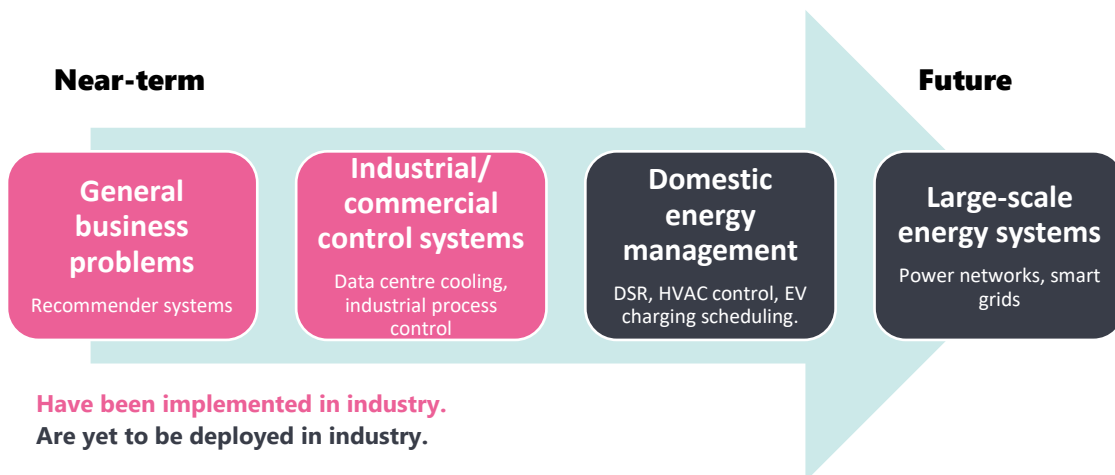 Near-term
Future
General
business
problems
Recommender systems
Industrial/
commercial
control systems
Data centre cooling,
industrial process
control
Domestic
energy
management
DSR, HVAC control, EV
charging scheduling.
Large-scale
energy systems
Power networks, smart
grids
Have been implemented in industry.
Are yet to be deployed in industry.